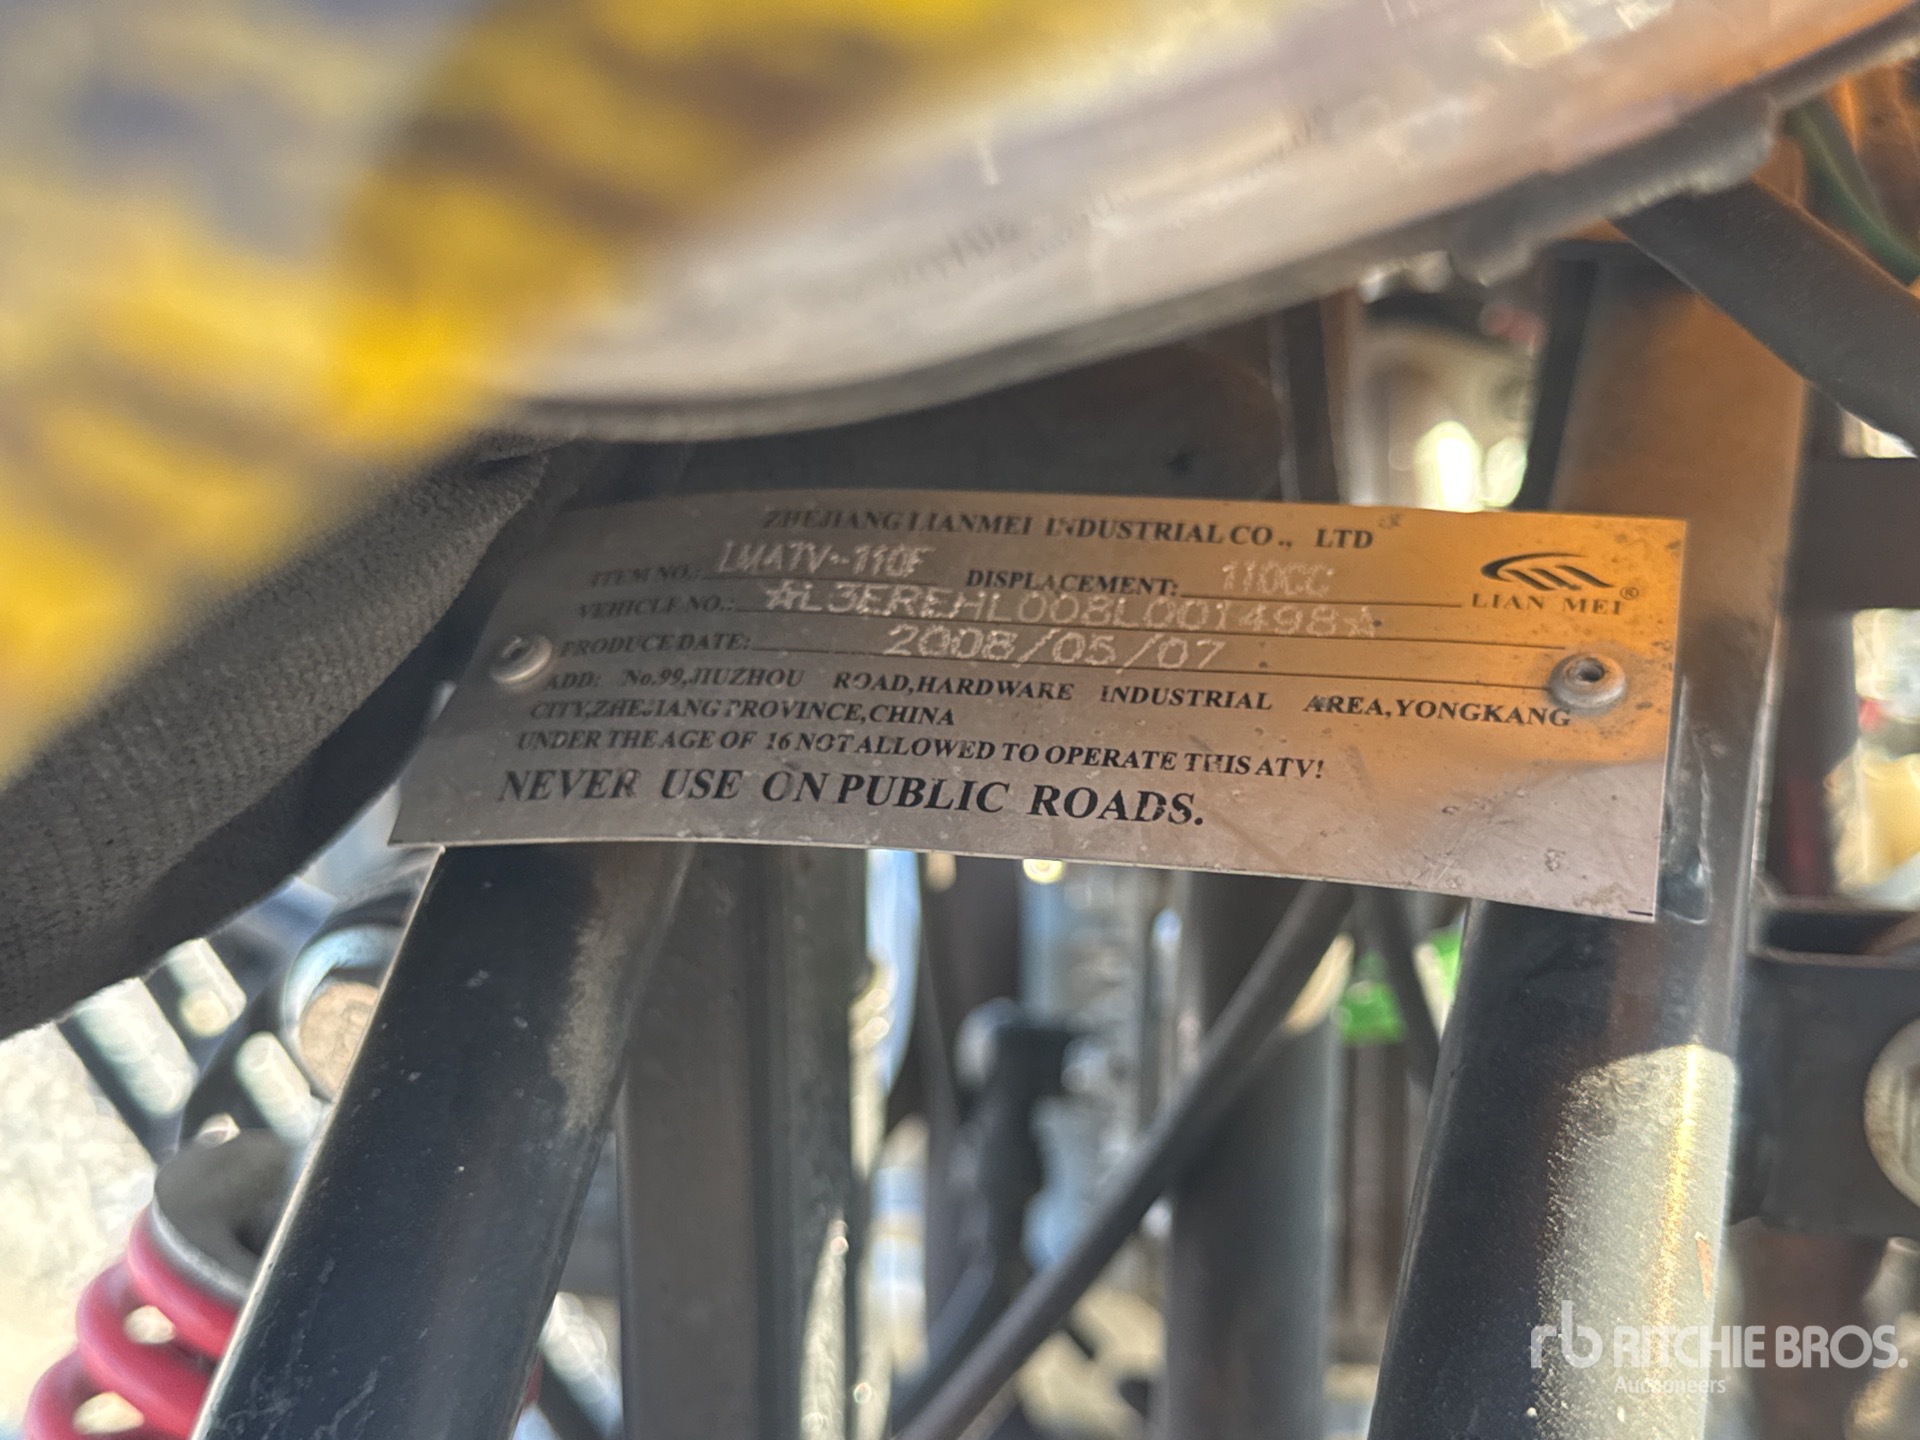 ZHEJIANG LIANMEI INDUSTRIAL CO., LTD
ITEM NO.: LMATV-110F DISPLACEMENT: 110CC
LIAN MEI®
VEHICLE NO.: ☆L3EREHL008L001498☆
PRODUCE DATE: 2008/05/07
ADD: No.99,JIUZHOU ROAD,HARDWARE INDUSTRIAL AREA,YONGKANG
CITY,ZHEJIANG PROVINCE,CHINA
UNDER THE AGE OF 16 NOT ALLOWED TO OPERATE THIS ATV!
NEVER USE ON PUBLIC ROADS.
rb RITCHIE BROS.
Auctioneers